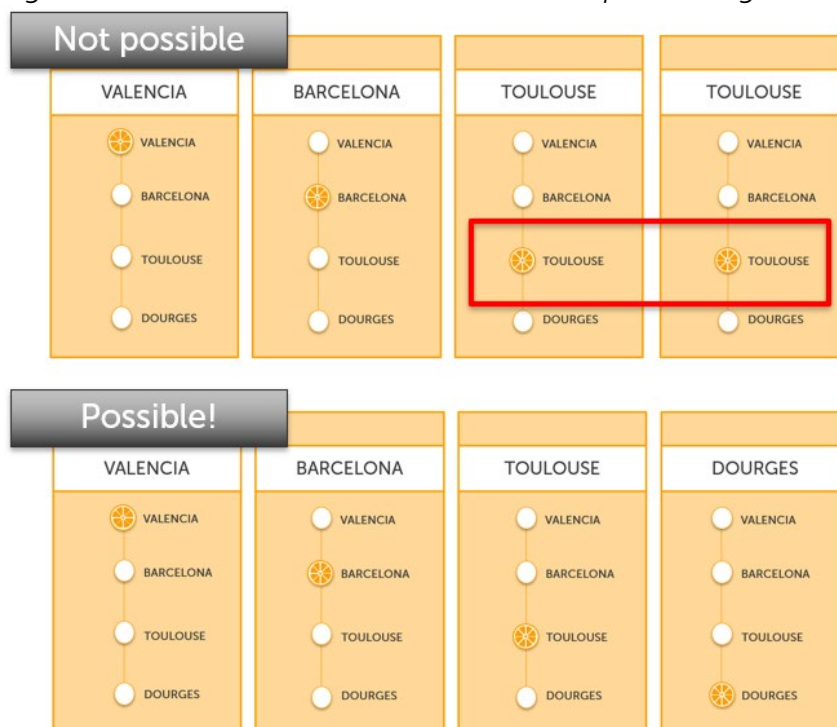 Not possible
VALENCIA BARCELONA TOULOUSE TOULOUSE
VALENCIA VALENCIA VALENCIA VALENCIA
BARCELONA BARCELONA BARCELONA BARCELONA
TOULOUSE TOULOUSE TOULOUSE TOULOUSE
DOURGES DOURGES DOURGES DOURGES
Possible!
VALENCIA BARCELONA TOULOUSE DOURGES
VALENCIA VALENCIA VALENCIA VALENCIA
BARCELONA BARCELONA BARCELONA BARCELONA
TOULOUSE TOULOUSE TOULOUSE TOULOUSE
DOURGES DOURGES DOURGES DOURGES